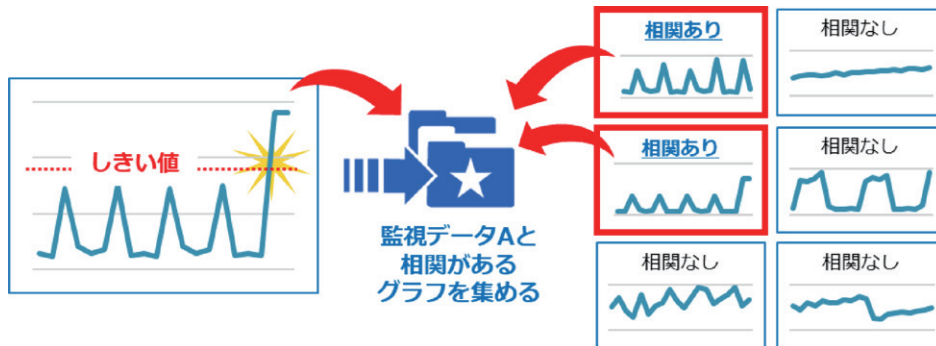 しきい値
監視データAと
相関がある
グラフを集める
相関あり
相関なし
相関あり
相関なし
相関なし
相関なし